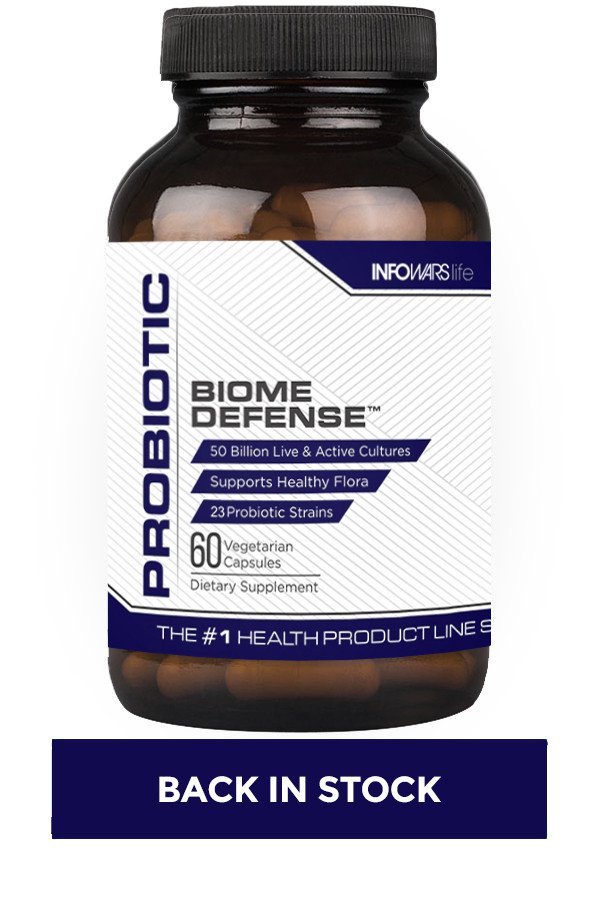 INFOWARS life
PROBIOTIC
BIOME
DEFENSE™
50 Billion Live & Active Cultures
Supports Healthy Flora
23 Probiotic Strains
60 Vegetarian
Capsules
Dietary Supplement
THE #1 HEALTH PRODUCT LINE S
BACK IN STOCK